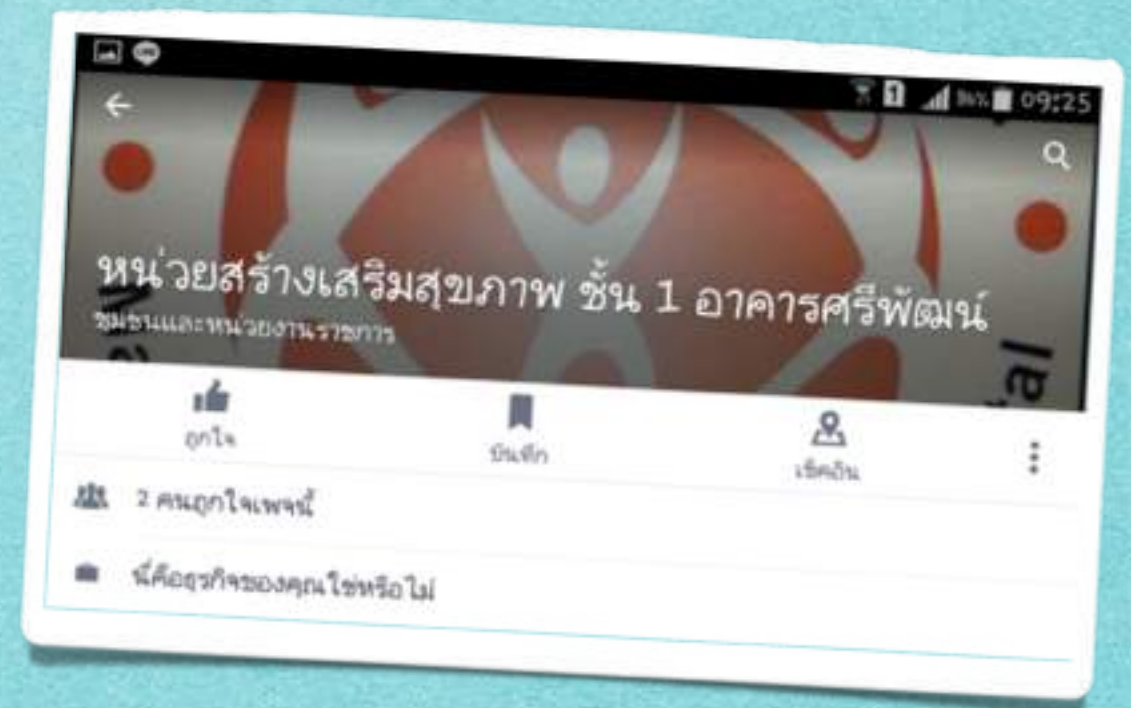 LINE
1 96% 09:25
หน่วยสร้างเสริมสุขภาพ ชั้น 1 อาคารศรีพัฒน์
ชุมชนและหน่วยงานราชการ
al
ถูกใจ
บันทึก
เช็คอิน
2 คนถูกใจเพจนี้
นี่คือธุรกิจของคุณใช่หรือไม่